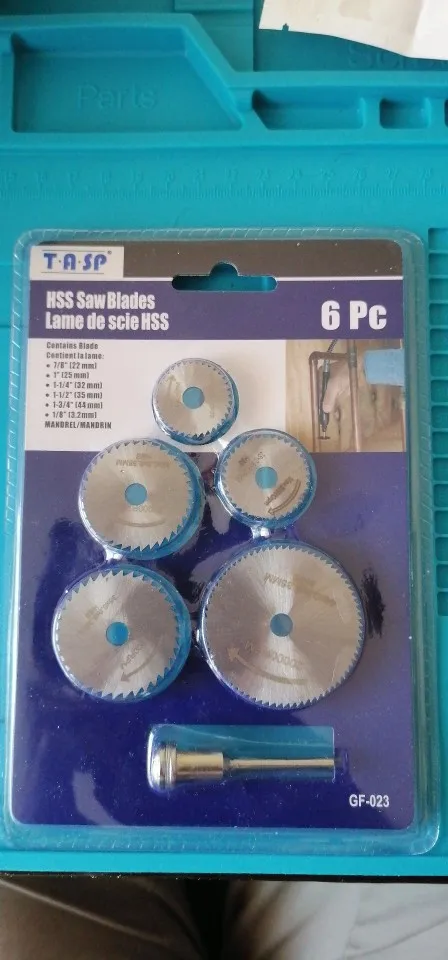 Parts
T·A·SP
HSS Saw Blades
Lame de scie HSS
6 Pc
Contains Blade
Contient la lame:
• 7/8" (22 mm)
• 1" (25 mm)
• 1-1/4" (32 mm)
• 1-1/2" (35 mm)
• 1-3/4" (44 mm)
• 1/8" (3.2mm)
MANDREL/MANDRIN
GF-023